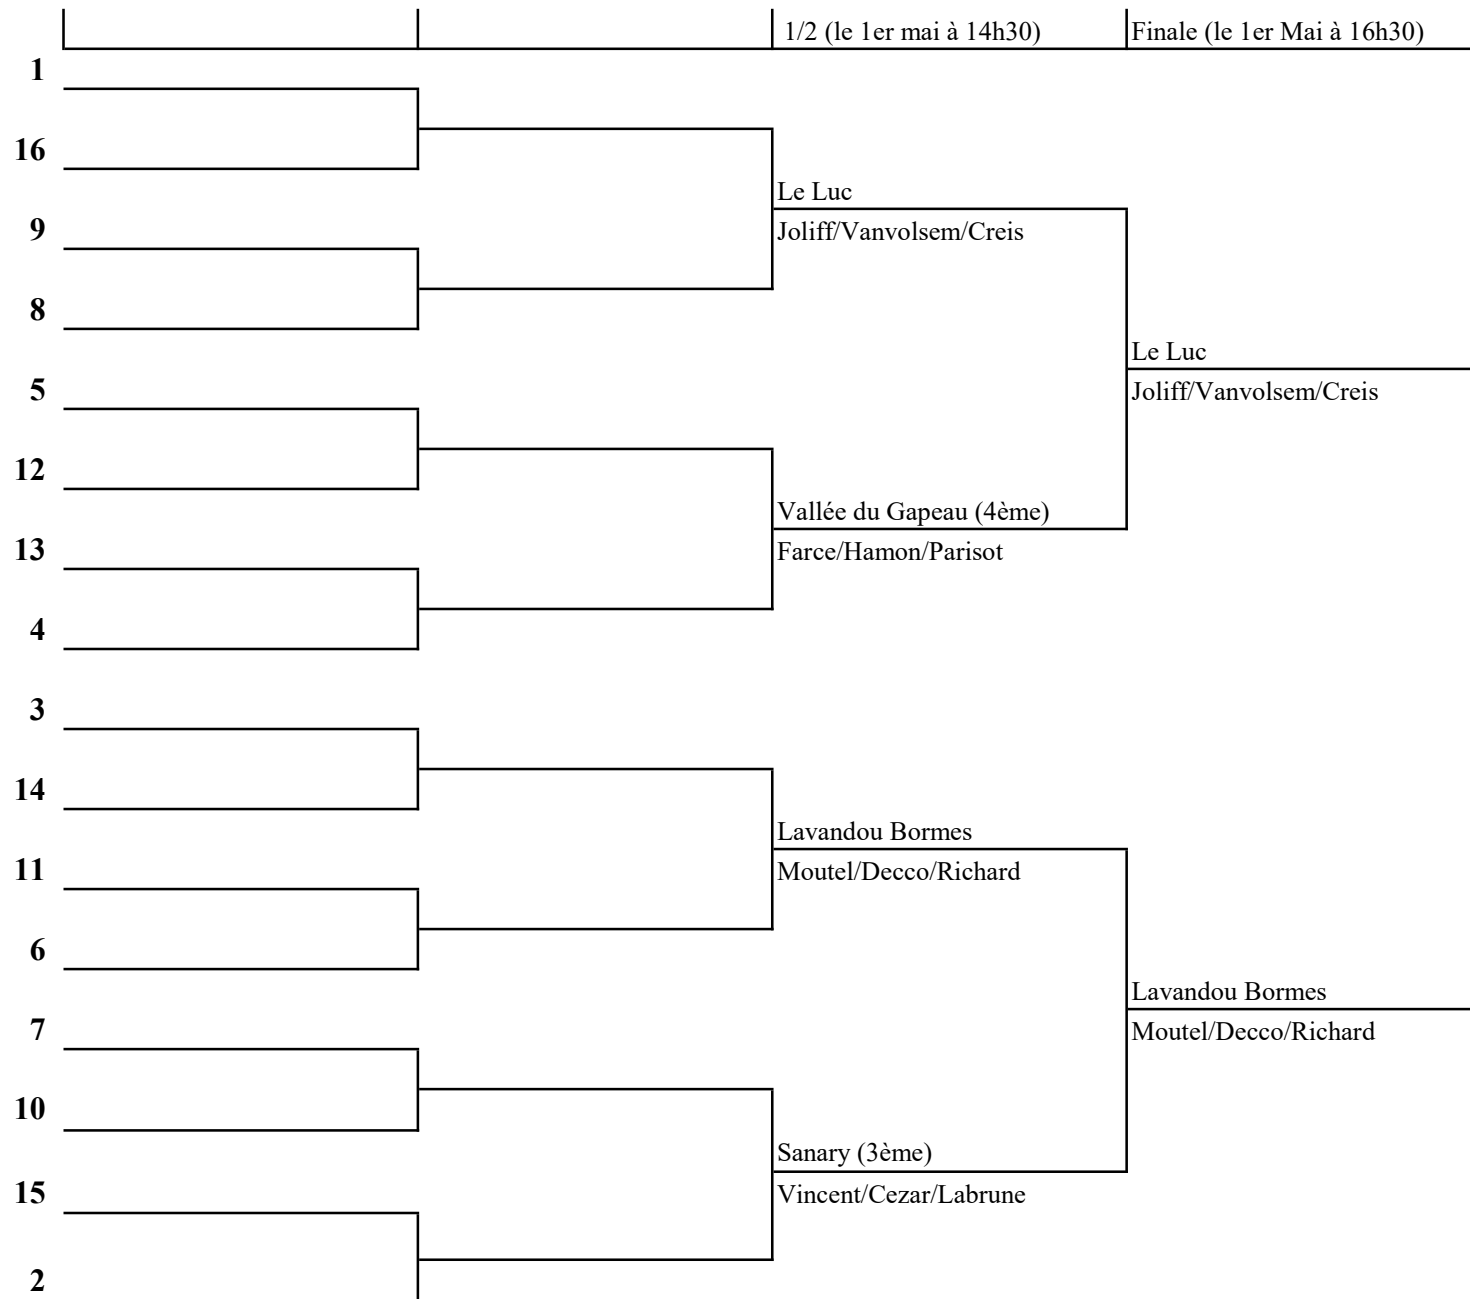 1/2 (le 1er mai à 14h30) Finale (le 1er Mai à 16h30)
1
16
Le Luc
9
Joliff/Vanvolsem/Creis
8
Le Luc
5
Joliff/Vanvolsem/Creis
12
Vallée du Gapeau (4ème)
13
Farce/Hamon/Parisot
4
3
14
Lavandou Bormes
11
Moutel/Decco/Richard
6
Lavandou Bormes
7
Moutel/Decco/Richard
10
Sanary (3ème)
15
Vincent/Cezar/Labrune
2